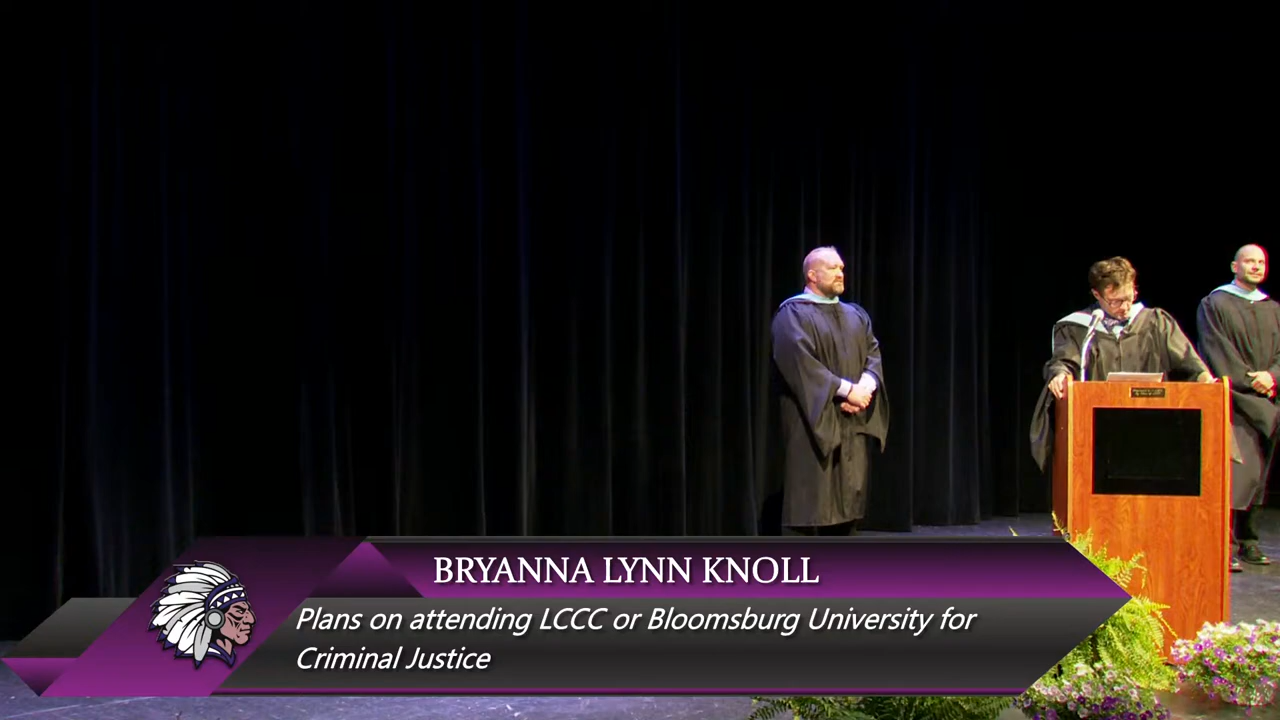 BRYANNA LYNN KNOLL
Plans on attending LCCC or Bloomsburg University for
Criminal Justice